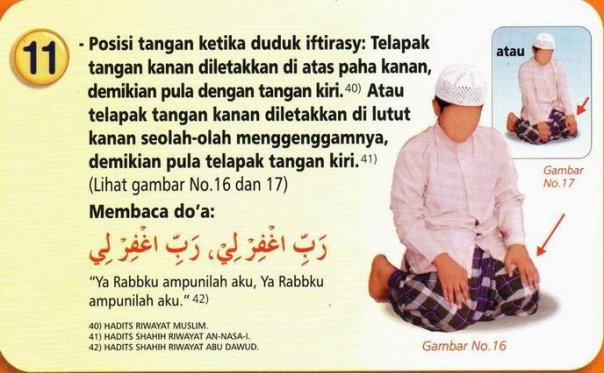 11
- Posisi tangan ketika duduk iftirasy: Telapak
tangan kanan diletakkan di atas paha kanan,
demikian pula dengan tangan kiri.40) Atau
telapak tangan kanan diletakkan di lutut
kanan seolah-olah menggenggamnya,
demikian pula telapak tangan kiri.41)
(Lihat gambar No.16 dan 17)
Membaca do'a:
رَبِّ اغْفِرْ لِيْ، رَبِّ اغْفِرْ لِي
“Ya Rabbku ampunilah aku, Ya Rabbku
ampunilah aku.” 42)
40) HADITS RIWAYAT MUSLIM.
41) HADITS SHAHIH RIWAYAT AN-NASA-I.
42) HADITS SHAHIH RIWAYAT ABU DAWUD.
atau
Gambar
No.17
Gambar No.16